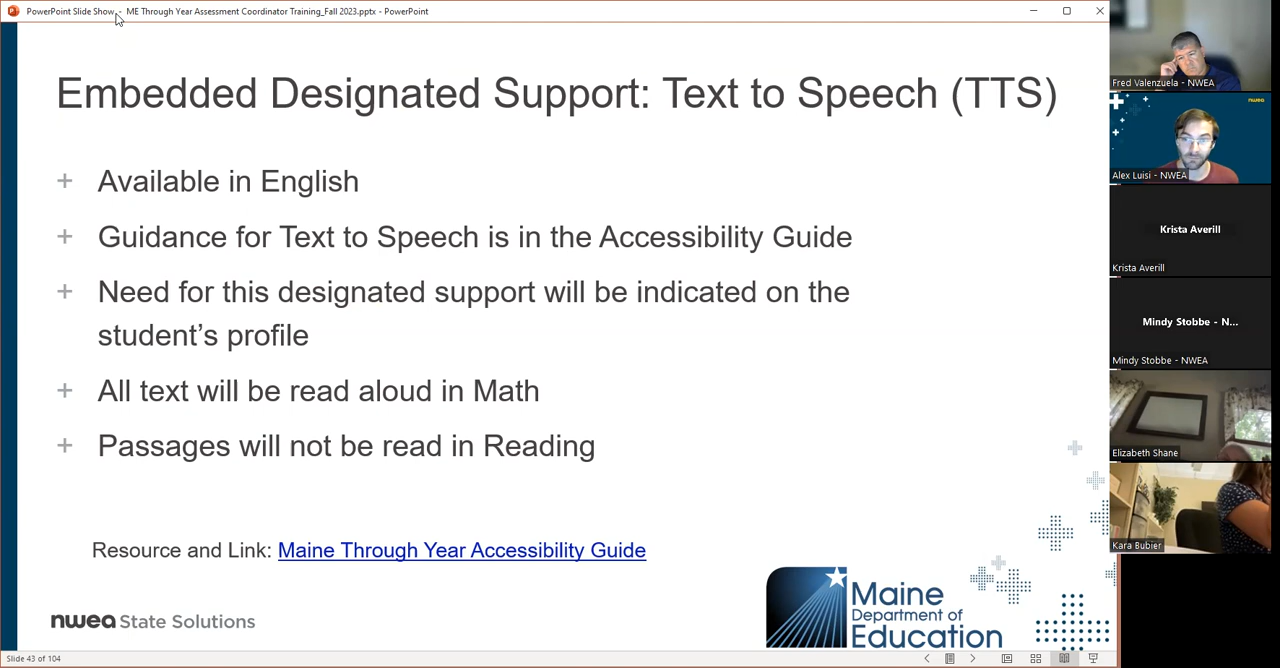 PowerPoint Slide Show - ME Through Year Assessment Coordinator Training_Fall 2023.pptx - PowerPoint
Embedded Designated Support: Text to Speech (TTS)
+ Available in English
+ Guidance for Text to Speech is in the Accessibility Guide
+ Need for this designated support will be indicated on the
student’s profile
+ All text will be read aloud in Math
+ Passages will not be read in Reading
Resource and Link: Maine Through Year Accessibility Guide
nwea State Solutions
Maine
Department of
Education
Slide 43 of 104
Fred Valenzuela - NWEA
nwea
Alex Luisi - NWEA
Krista Averill
Krista Averill
Mindy Stobbe - N...
Mindy Stobbe - NWEA
Elizabeth Shane
Kara Bubier